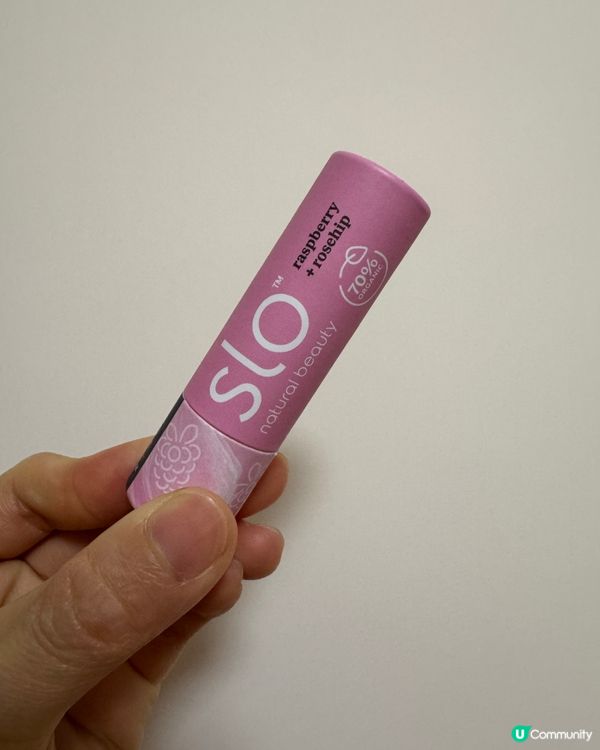 raspberry
+ rosehip
70%
ORGANIC
slo™
natural beauty
U Community